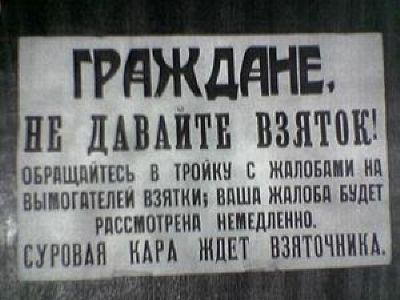 ГРАЖДАНЕ,
НЕ ДАВАЙТЕ ВЗЯТОК!
ОБРАЩАЙТЕСЬ В ТРОЙКУ С ЖАЛОБАМИ НА
ВЫМОГАТЕЛЕЙ ВЗЯТКИ; ВАША ЖАЛОБА БУДЕТ
РАССМОТРЕНА НЕМЕДЛЕННО.
СУРОВАЯ КАРА ЖДЕТ ВЗЯТОЧНИКА.